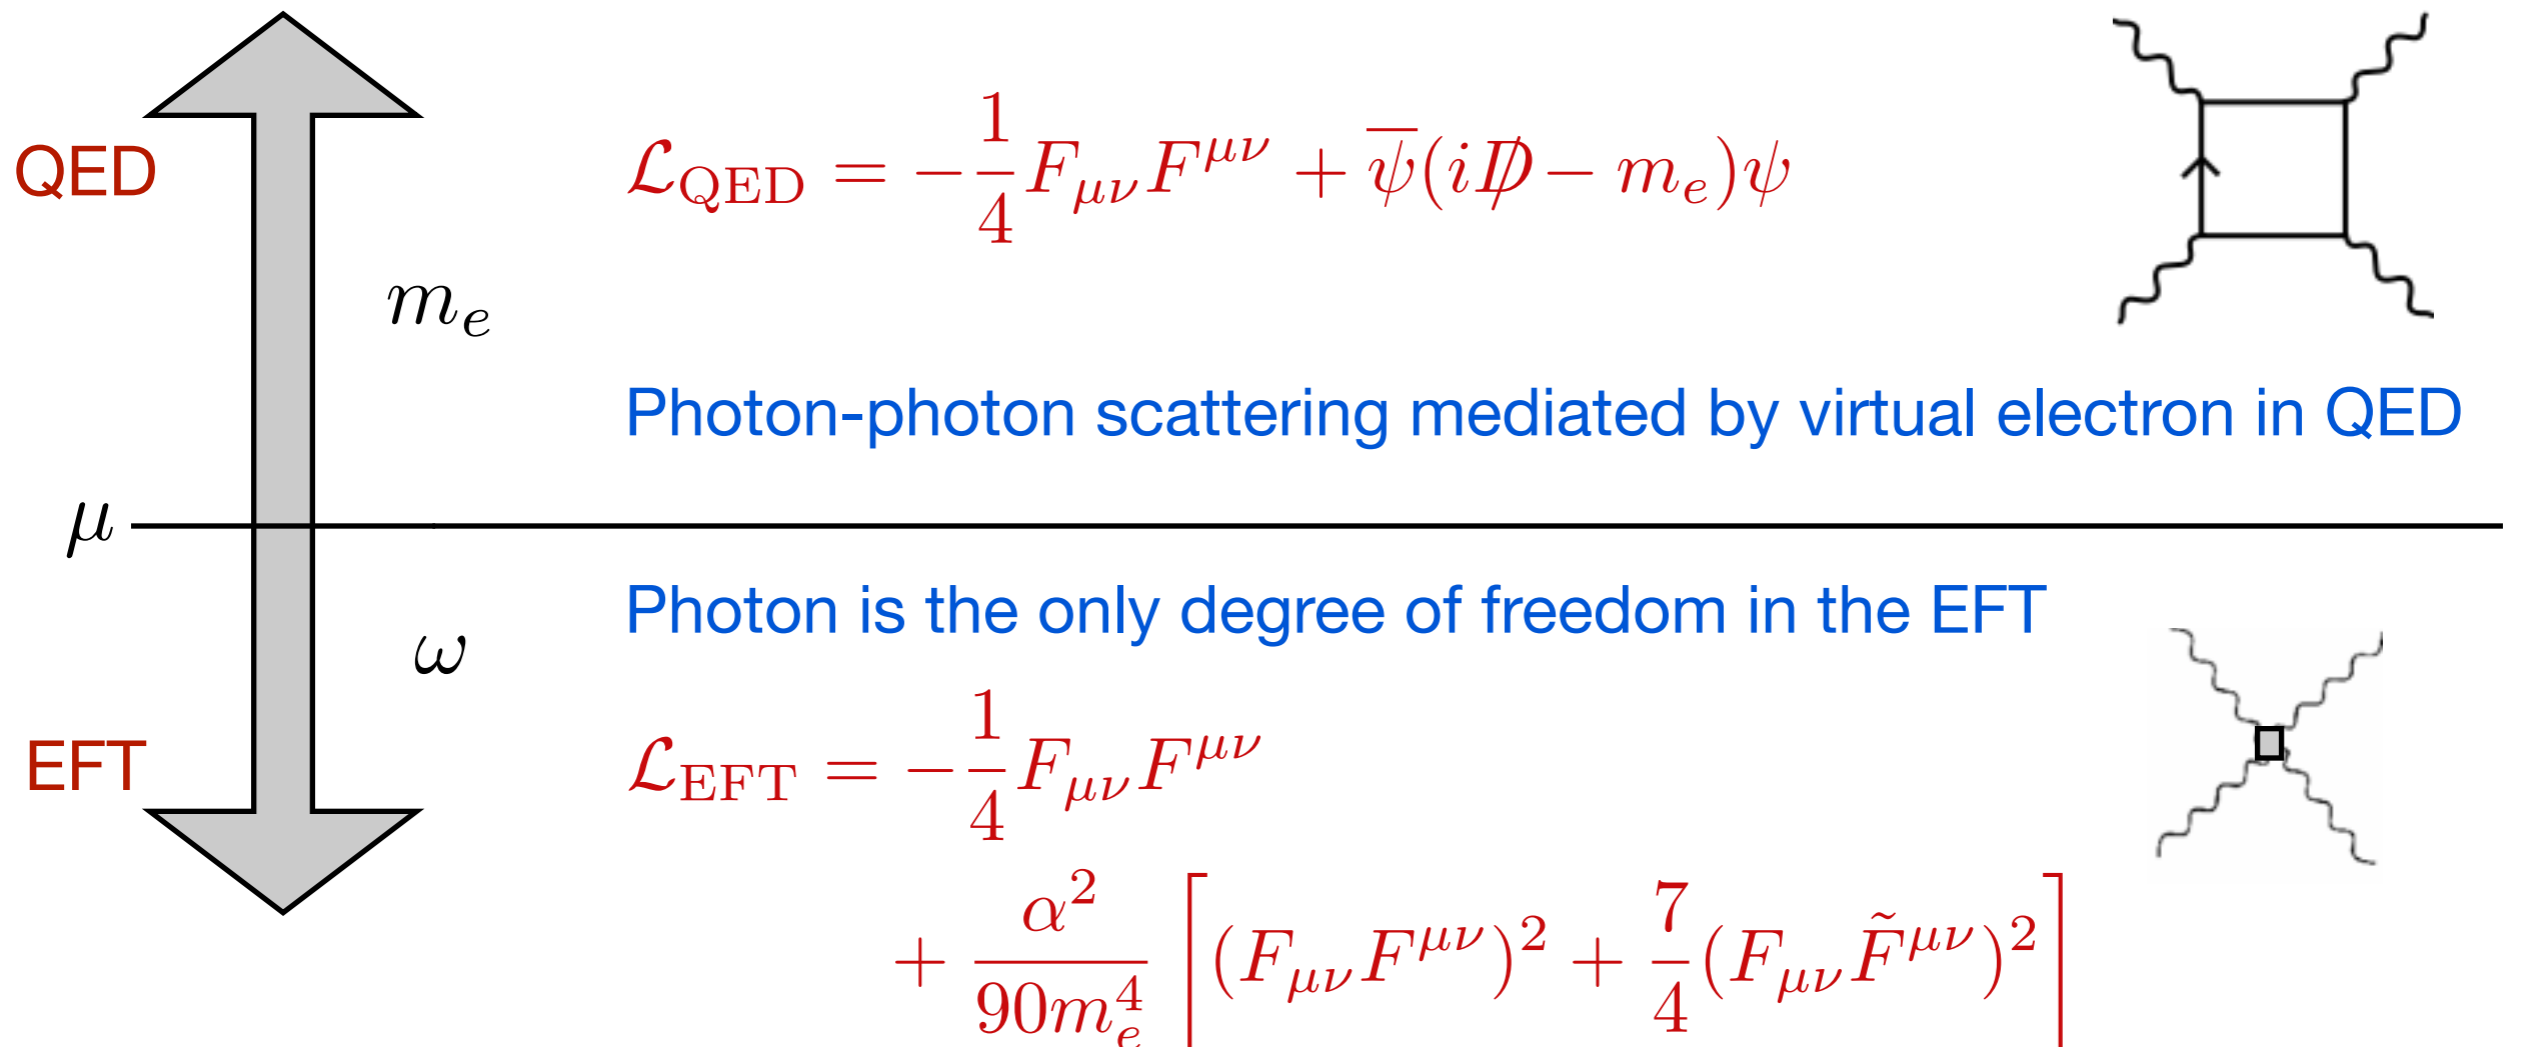 QED
m_e
μ
ω
EFT
ℒ_QED = −1/4 F_μν F^μν + ψ̄(iD̸ − m_e)ψ
Photon-photon scattering mediated by virtual electron in QED
Photon is the only degree of freedom in the EFT
ℒ_EFT = −1/4 F_μν F^μν
+ α²/90m_e⁴ [(F_μν F^μν)² + 7/4 (F_μν F̃^μν)²]